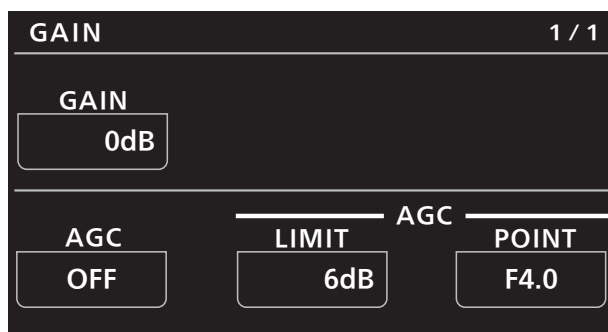 GAIN 1 / 1
GAIN
0dB
AGC
AGC LIMIT POINT
OFF 6dB F4.0